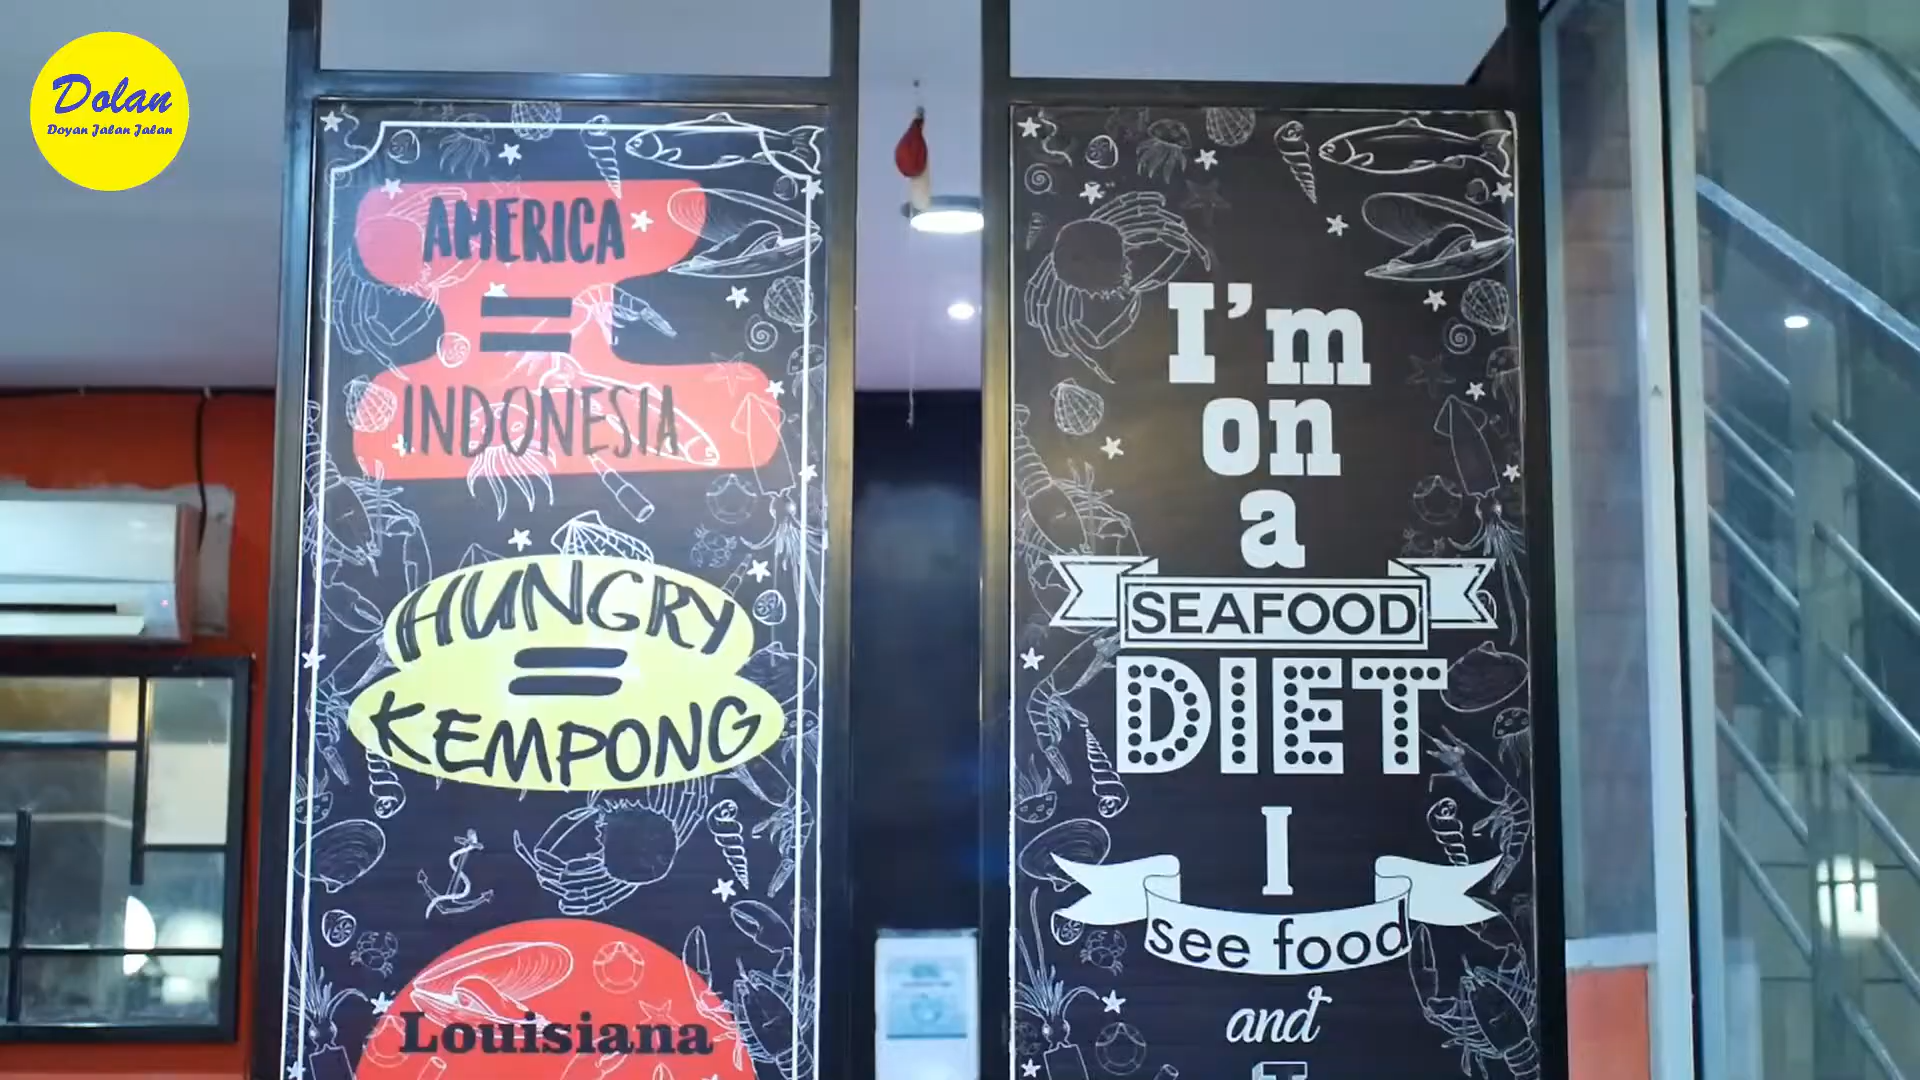 Dolan
Doyan Jalan Jalan
AMERICA
=
INDONESIA
HUNGRY
=
KEMPONG
Louisiana
I'm
on
a
SEAFOOD
DIET
I
see food
and